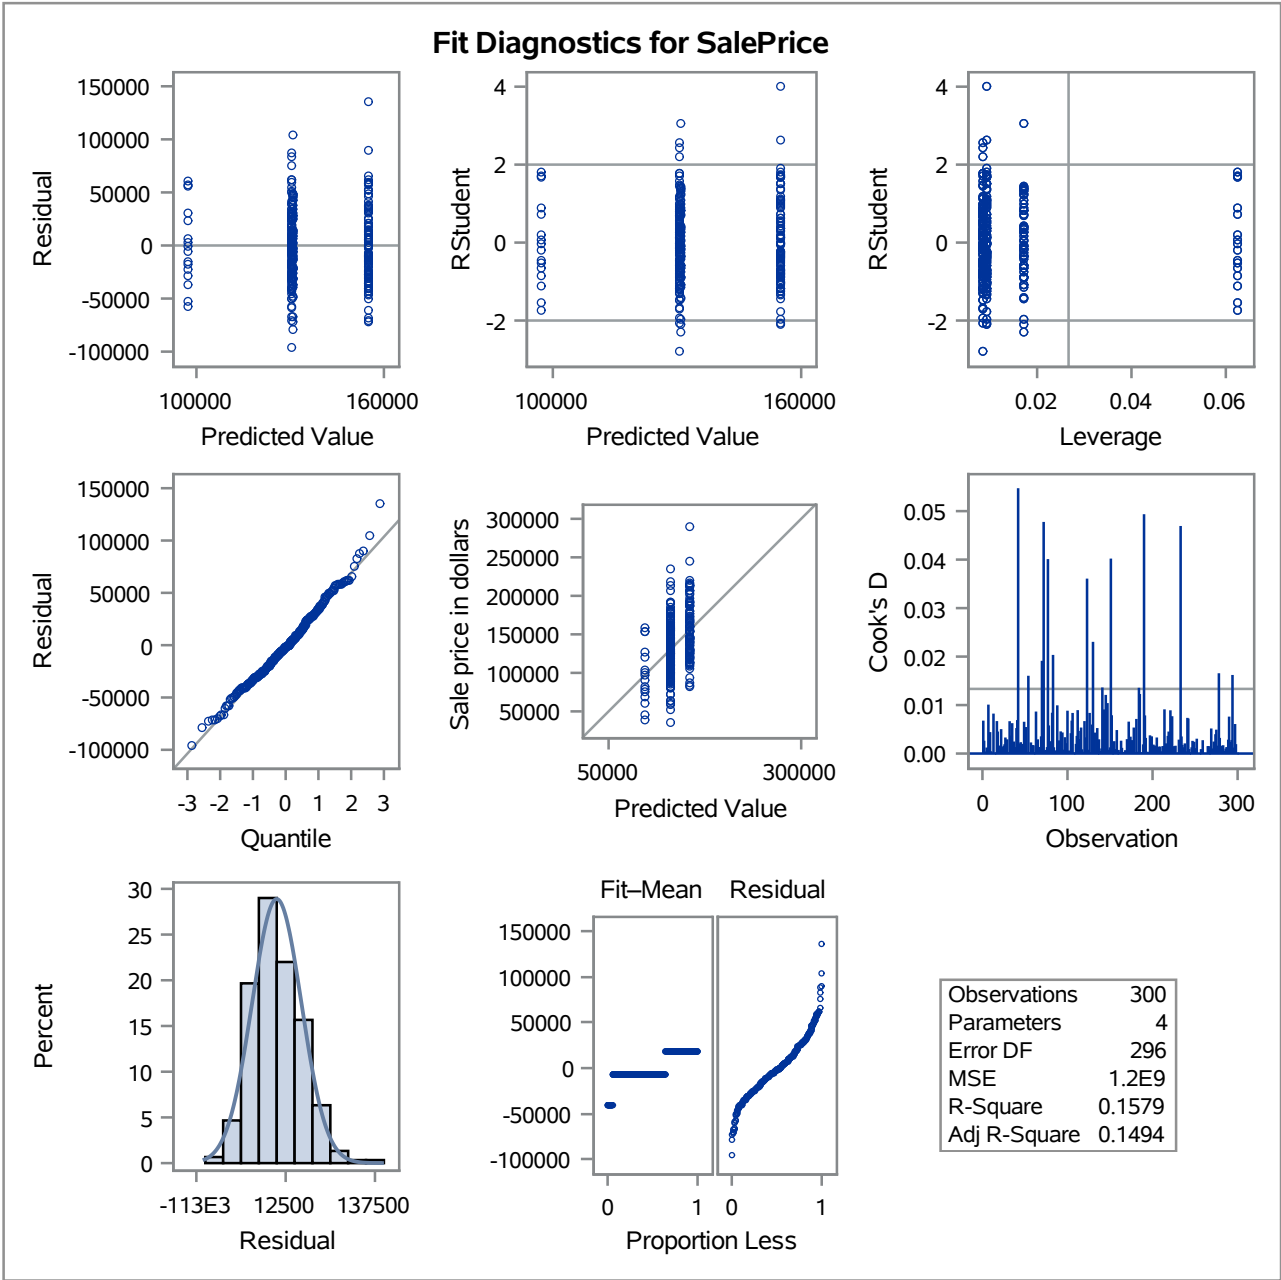 Fit Diagnostics for SalePrice
150000
100000
50000
0
-50000
-100000
Residual
100000 160000
Predicted Value
4
2
0
-2
RStudent
100000 160000
Predicted Value
4
2
0
-2
RStudent
0.02 0.04 0.06
Leverage
150000
100000
50000
0
-50000
-100000
Residual
-3 -2 -1 0 1 2 3
Quantile
300000
250000
200000
150000
100000
50000
Sale price in dollars
50000 300000
Predicted Value
0.05
0.04
0.03
0.02
0.01
0.00
Cook's D
0 100 200 300
Observation
30
25
20
15
10
5
0
Percent
-113E3 12500 137500
Residual
Fit–Mean Residual
150000
100000
50000
0
-50000
-100000
0 1 0 1
Proportion Less
Observations 300
Parameters 4
Error DF 296
MSE 1.2E9
R-Square 0.1579
Adj R-Square 0.1494